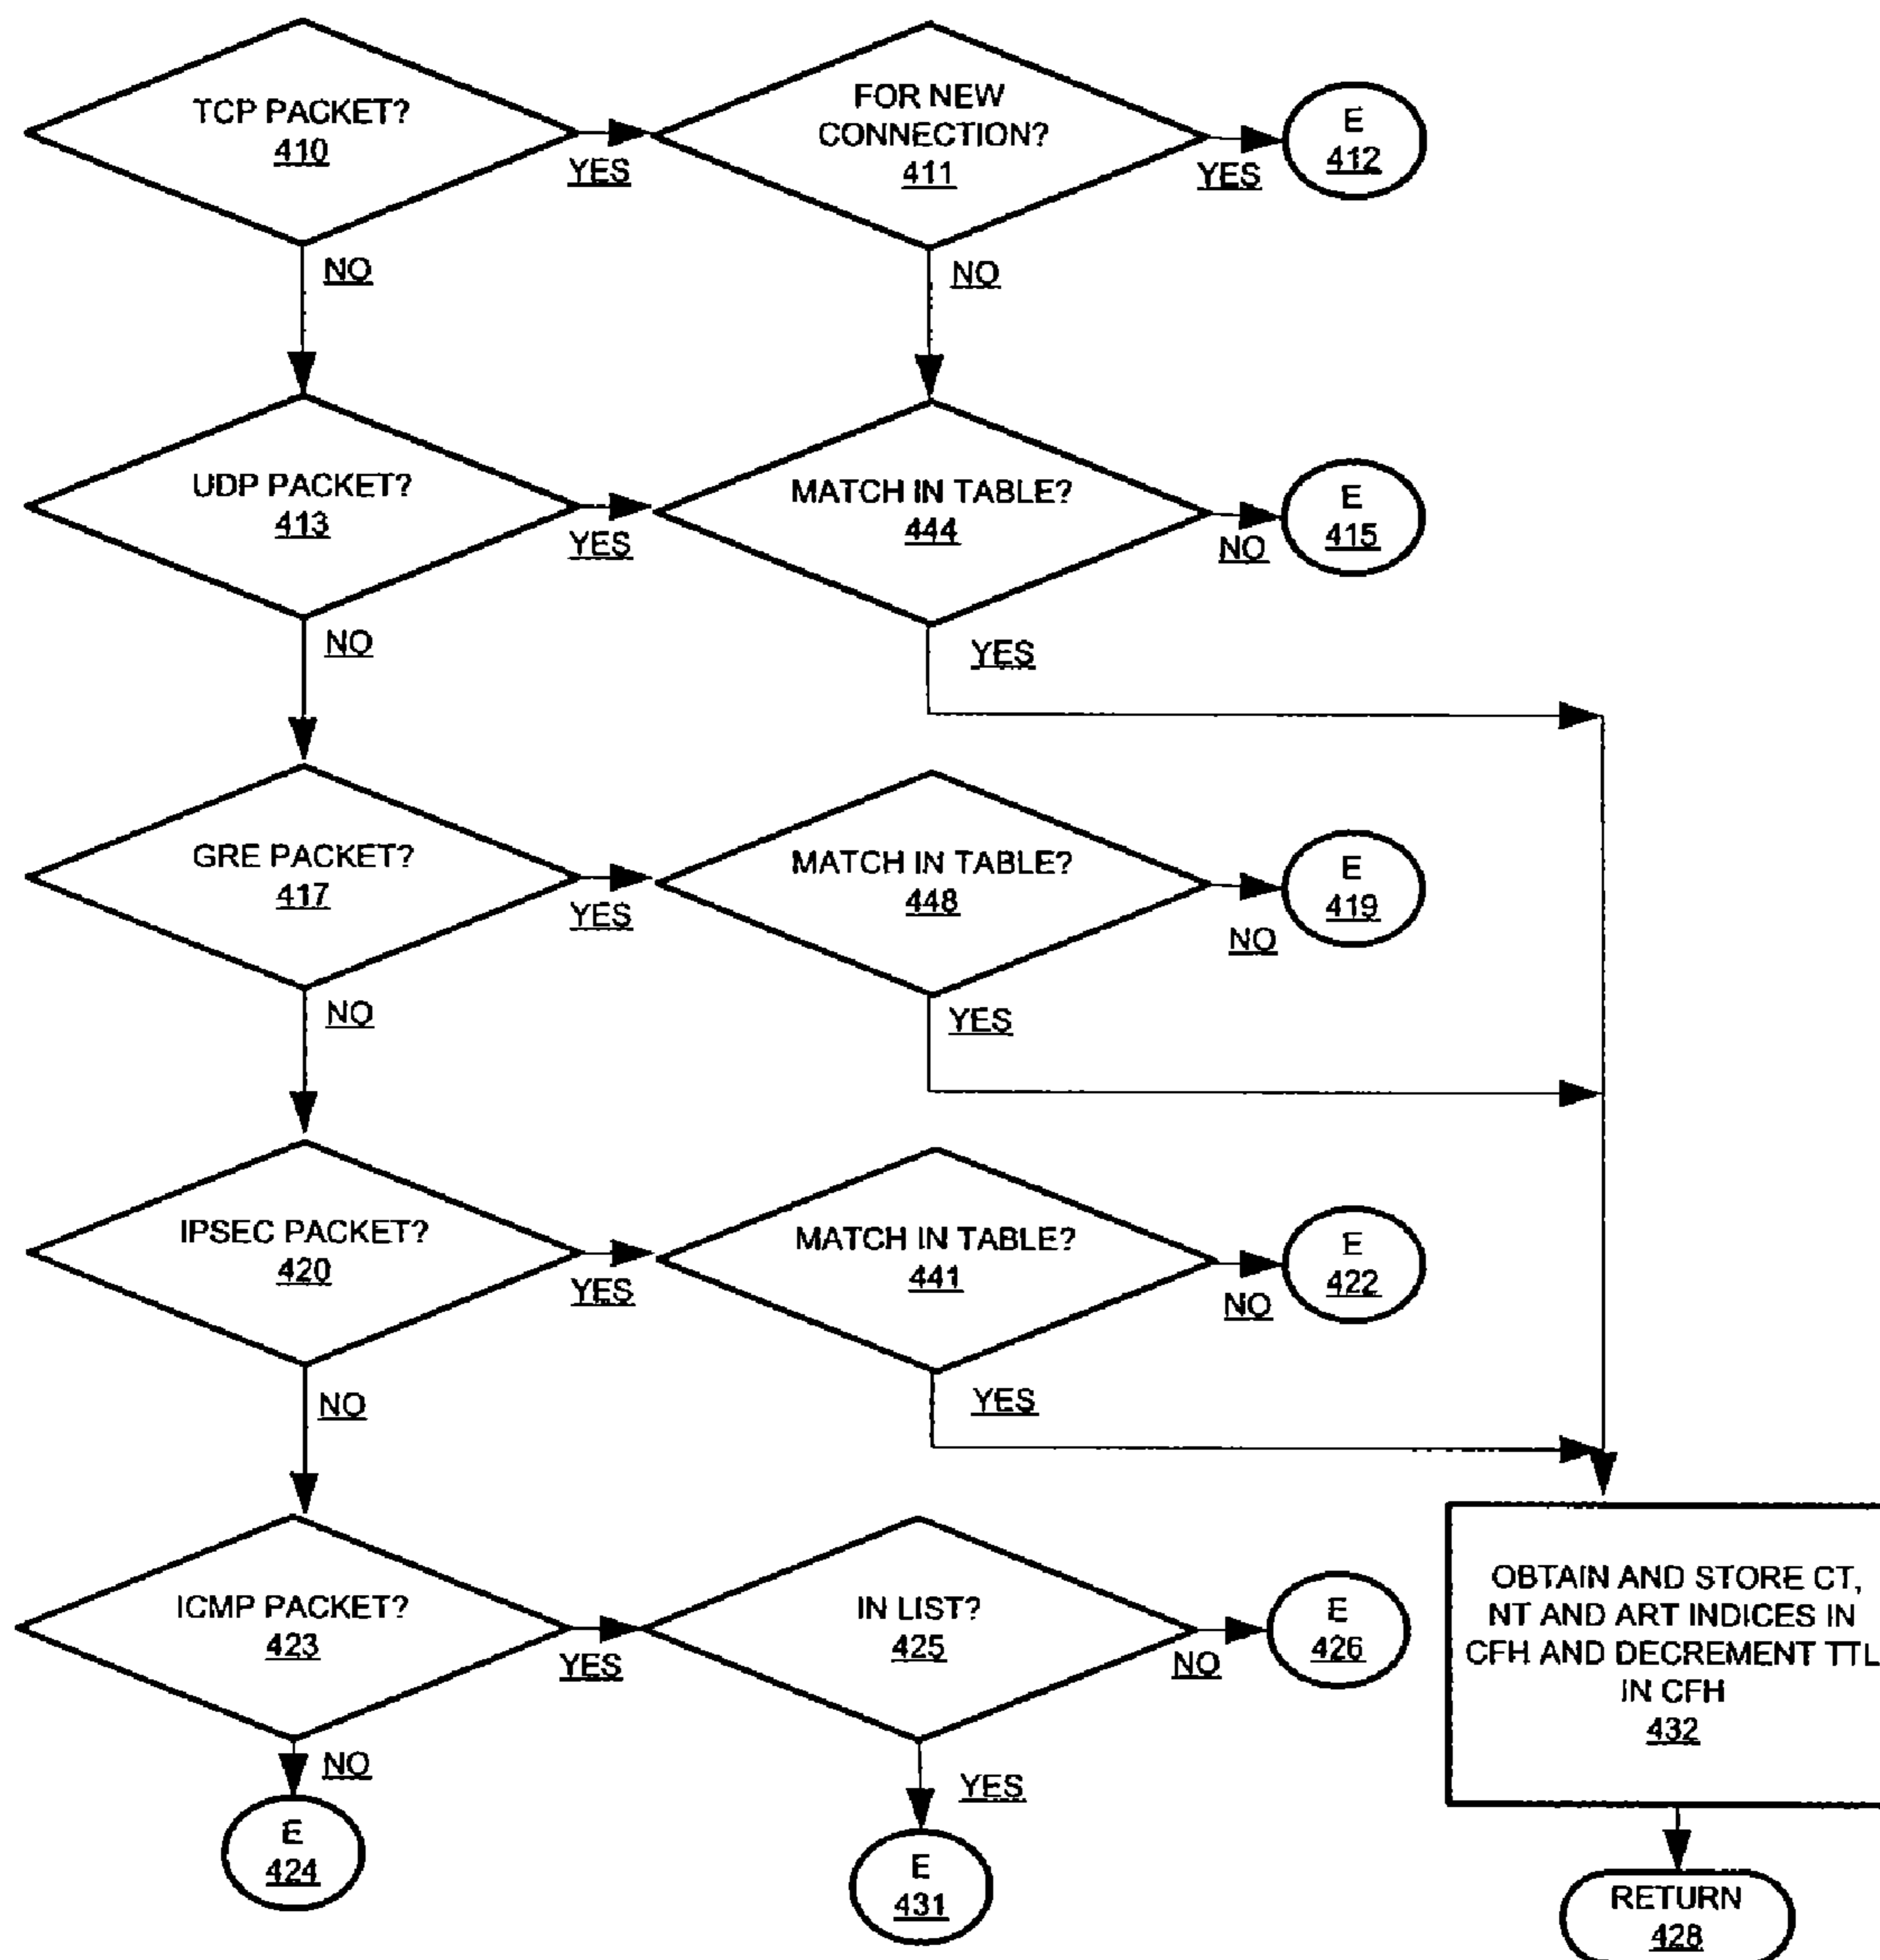 TCP PACKET?
410
YES
NO
FOR NEW
CONNECTION?
411
YES
NO
E
412
UDP PACKET?
413
YES
NO
MATCH IN TABLE?
444
NO
YES
E
415
GRE PACKET?
417
YES
NO
MATCH IN TABLE?
448
NO
YES
E
419
IPSEC PACKET?
420
YES
NO
MATCH IN TABLE?
441
NO
YES
E
422
ICMP PACKET?
423
YES
NO
E
424
IN LIST?
425
NO
YES
E
426
E
431
OBTAIN AND STORE CT,
NT AND ART INDICES IN
CFH AND DECREMENT TTL
IN CFH
432
RETURN
428